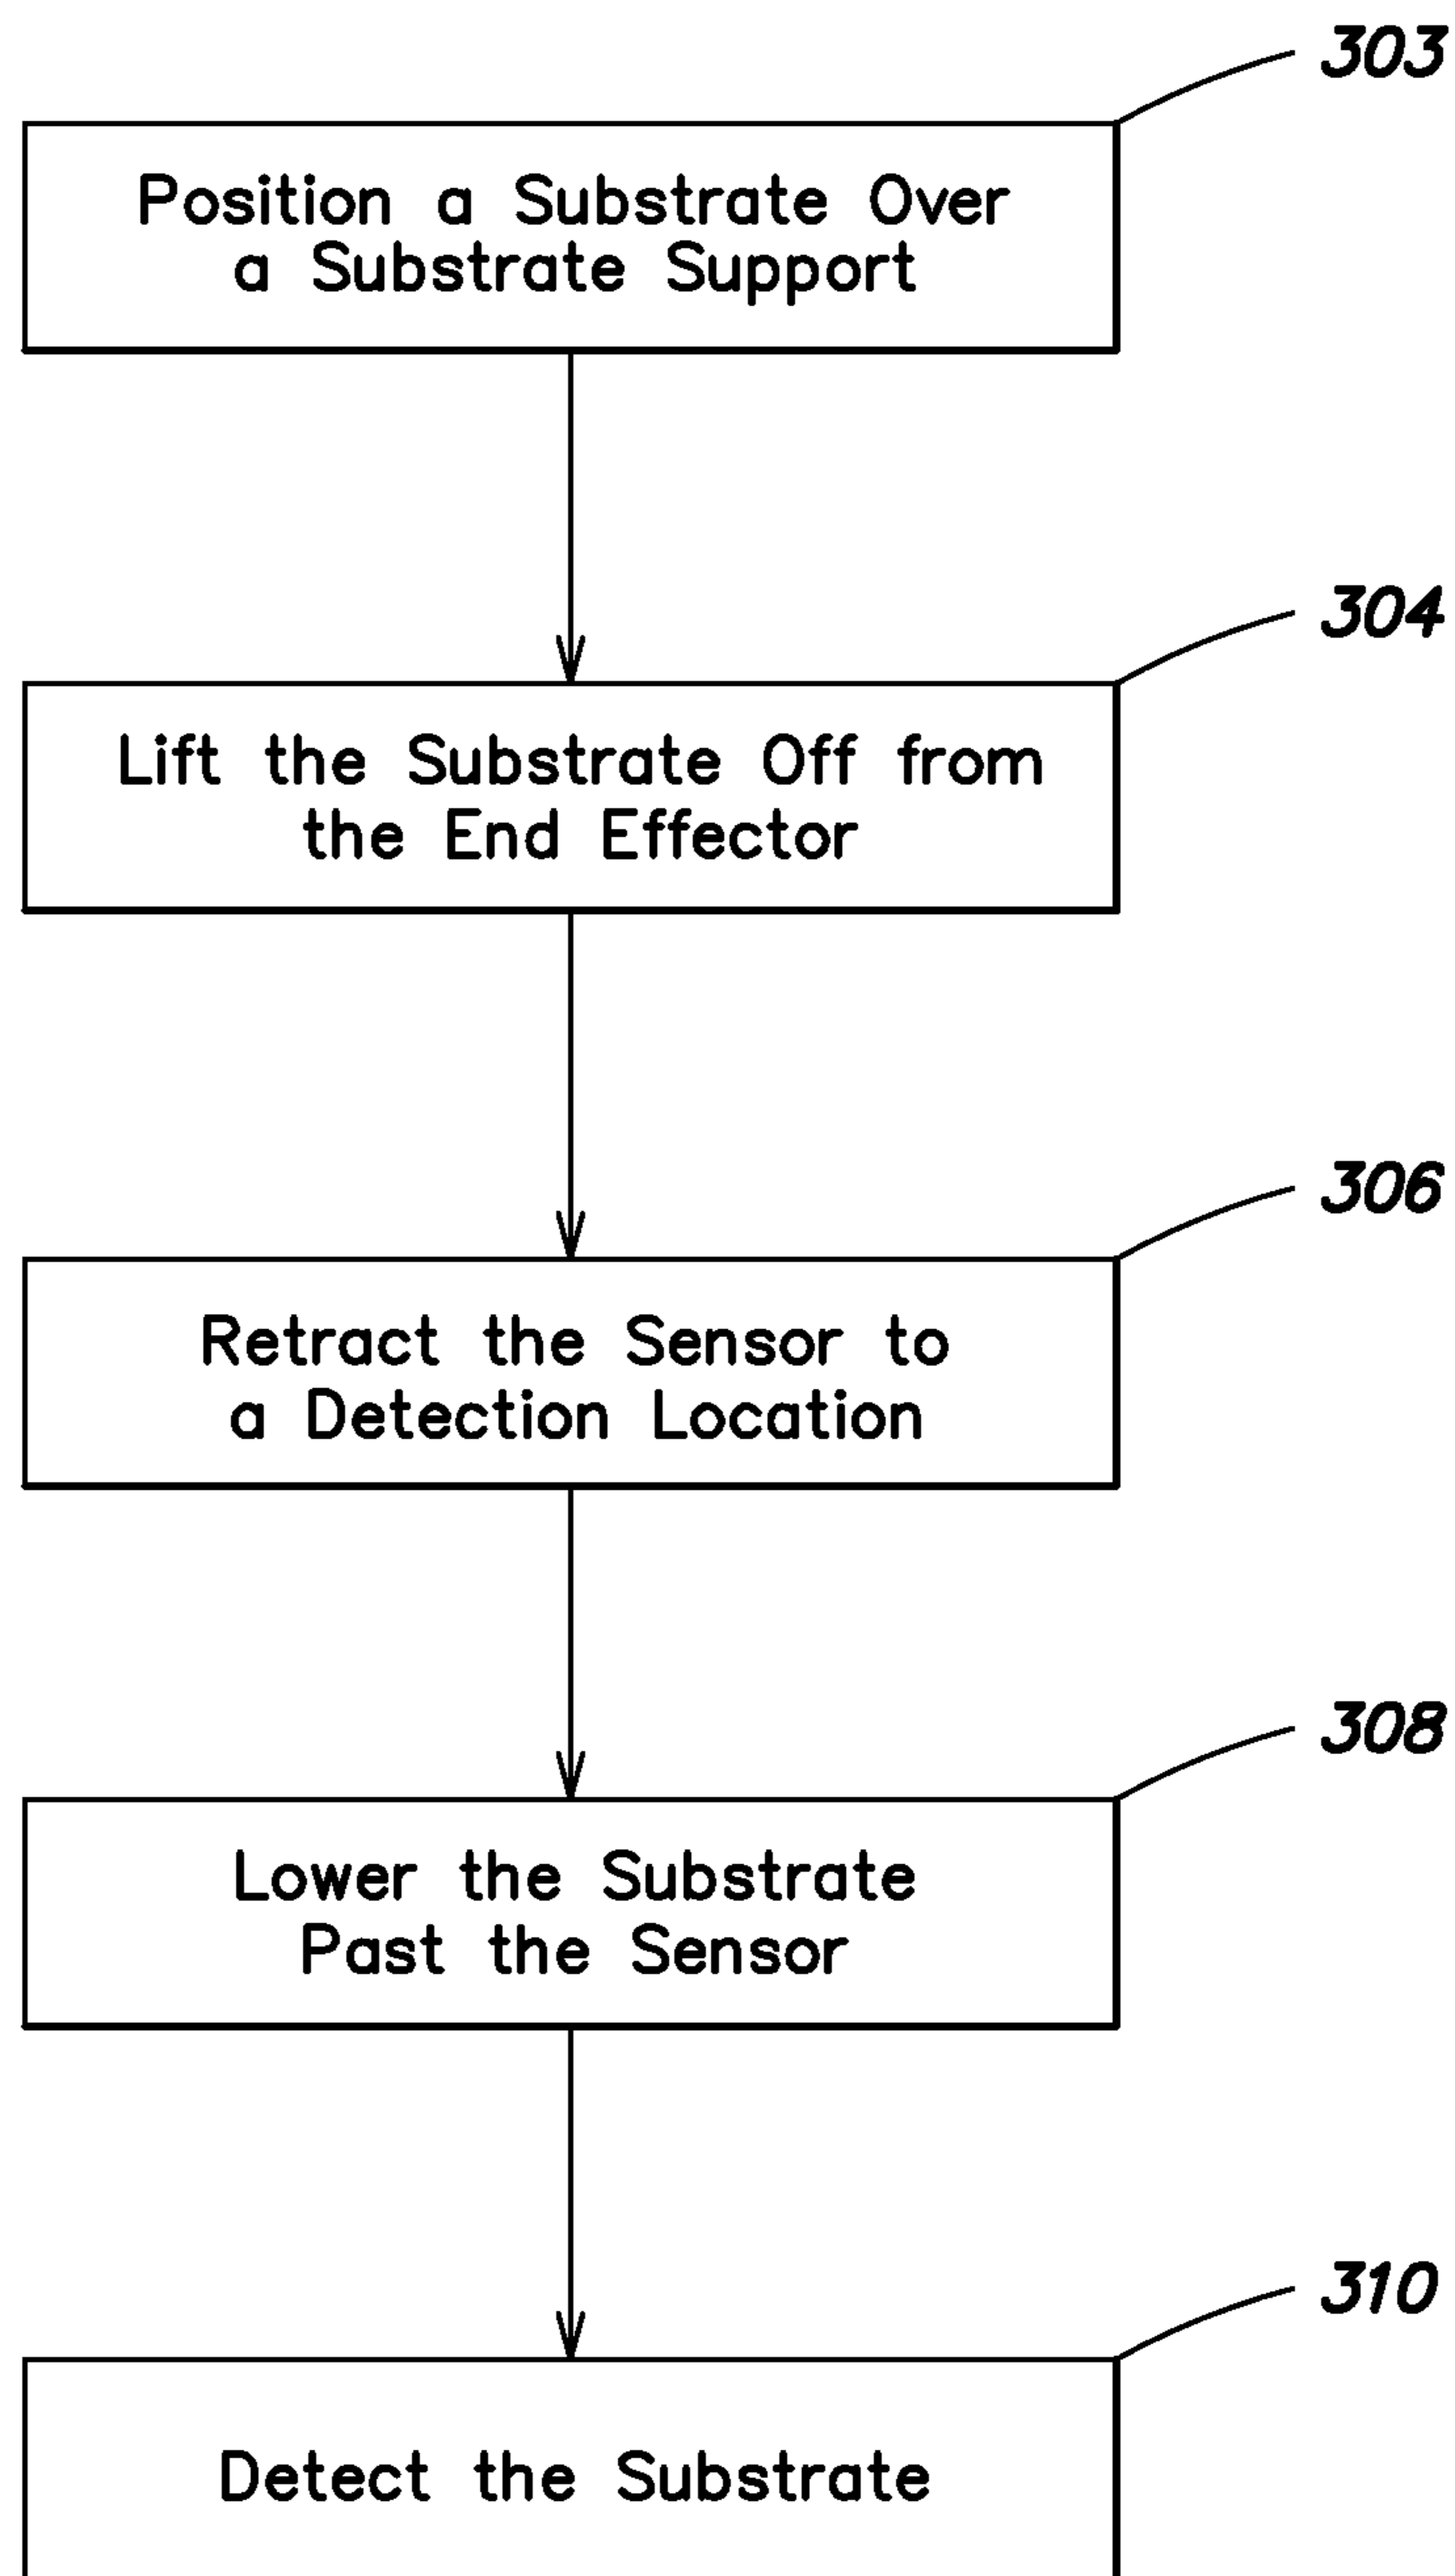 303
Position a Substrate Over
a Substrate Support
304
Lift the Substrate Off from
the End Effector
306
Retract the Sensor to
a Detection Location
308
Lower the Substrate
Past the Sensor
310
Detect the Substrate